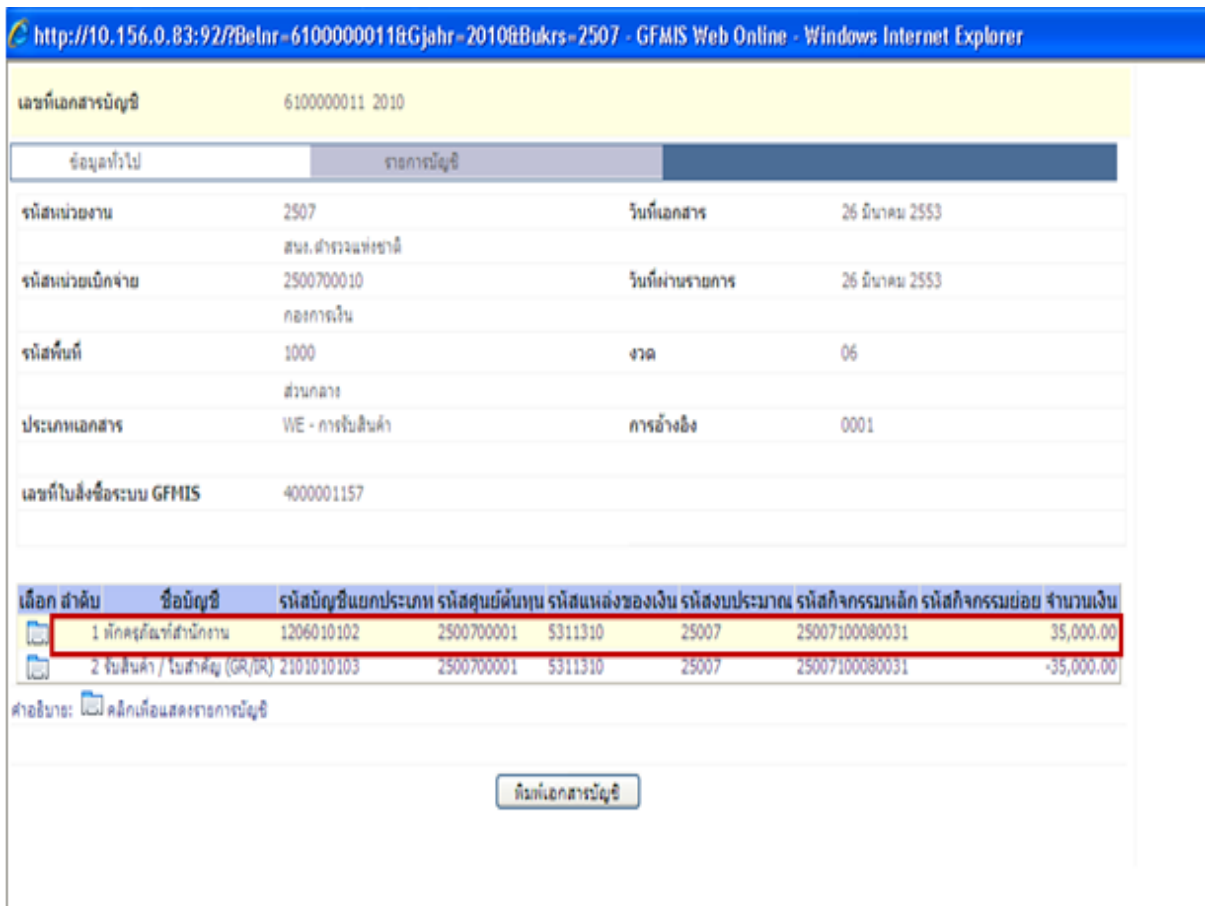 http://10.156.0.83:92/?Belnr=6100000011&Gjahr=2010&Bukrs=2507 - GFMIS Web Online - Windows Internet Explorer
เลขที่เอกสารบัญชี 6100000011 2010
ข้อมูลทั่วไป รายการบัญชี
รหัสหน่วยงาน 2507 วันที่เอกสาร 26 มีนาคม 2553
สนง.ตำรวจแห่งชาติ
รหัสหน่วยเบิกจ่าย 2500700010 วันที่ผ่านรายการ 26 มีนาคม 2553
กองการเงิน
รหัสพื้นที่ 1000 งวด 06
ส่วนกลาง
ประเภทเอกสาร WE - การรับสินค้า การอ้างอิง 0001
เลขที่ใบสั่งซื้อระบบ GFMIS 4000001157
เลือก ลำดับ ชื่อบัญชี รหัสบัญชีแยกประเภท รหัสศูนย์ต้นทุน รหัสแหล่งของเงิน รหัสงบประมาณ รหัสกิจกรรมหลัก รหัสกิจกรรมย่อย จำนวนเงิน
1 พักครุภัณฑ์สำนักงาน 1206010102 2500700001 5311310 25007 25007100080031 35,000.00
2 รับสินค้า / ใบสำคัญ (GR/IR) 2101010103 2500700001 5311310 25007 25007100080031 -35,000.00
คำอธิบาย: คลิกเพื่อแสดงรายการบัญชี
พิมพ์เอกสารบัญชี